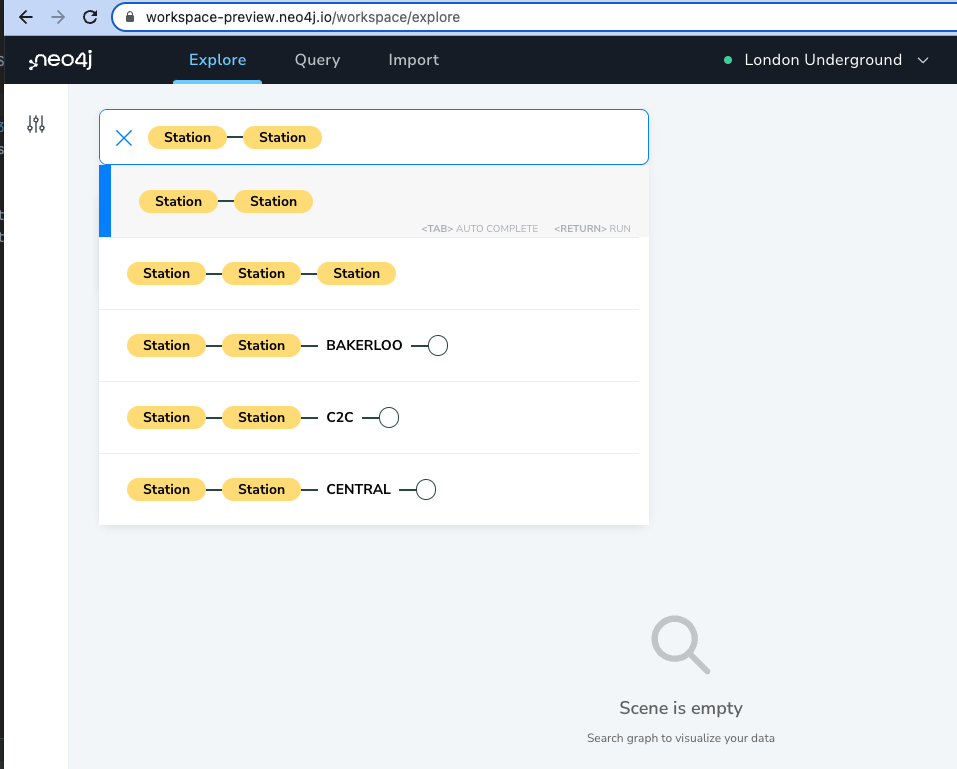 workspace-preview.neo4j.io/workspace/explore
neo4j Explore Query Import London Underground
Station Station
Station Station
<TAB> AUTO COMPLETE <RETURN> RUN
Station Station Station
Station Station BAKERLOO
Station Station C2C
Station Station CENTRAL
Scene is empty
Search graph to visualize your data